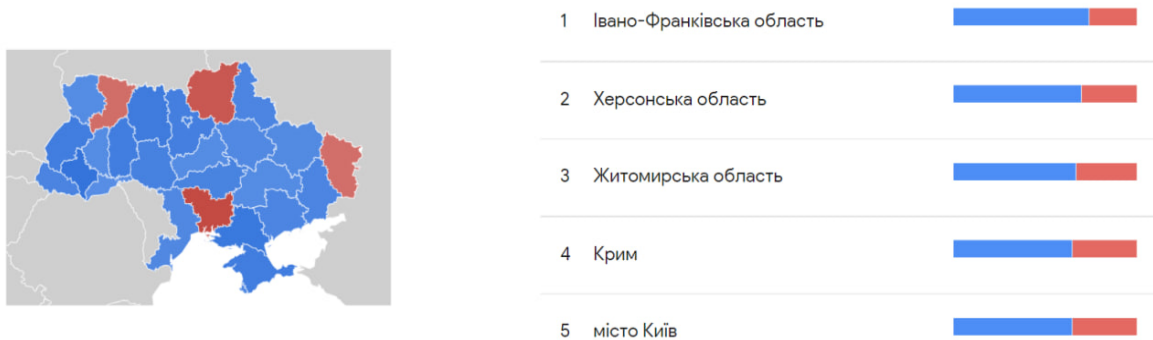 1 Івано-Франківська область
2 Херсонська область
3 Житомирська область
4 Крим
5 місто Київ